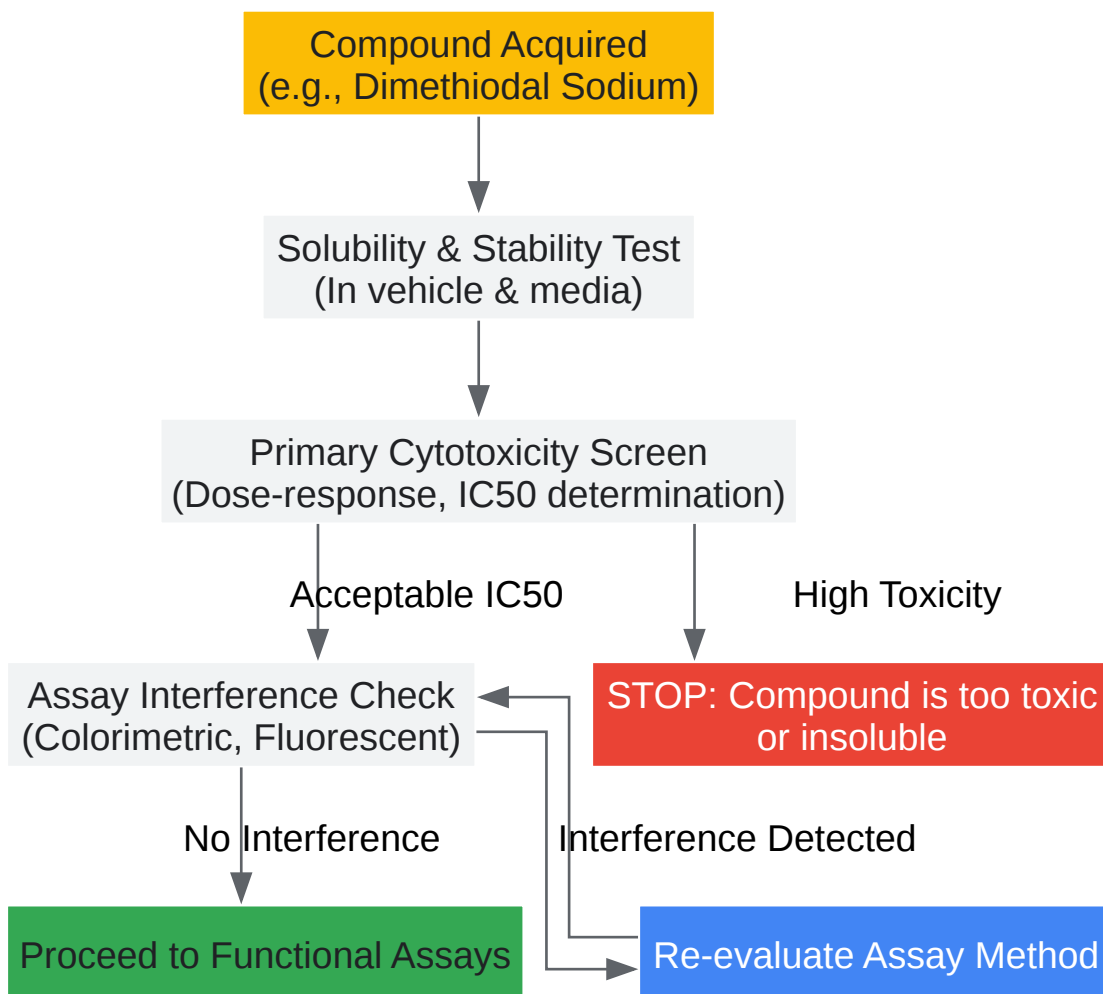 Compound Acquired
(e.g., Dimethiodal Sodium)
Solubility & Stability Test
(In vehicle & media)
Primary Cytotoxicity Screen
(Dose-response, IC50 determination)
Acceptable IC50
High Toxicity
Assay Interference Check
(Colorimetric, Fluorescent)
STOP: Compound is too toxic
or insoluble
No Interference
Interference Detected
Proceed to Functional Assays
Re-evaluate Assay Method